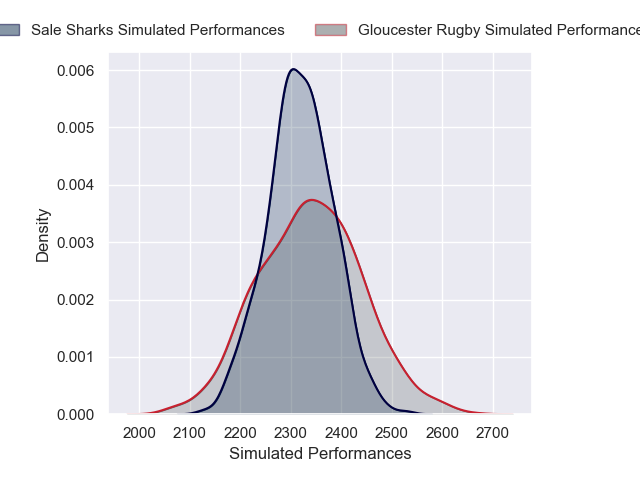 Sale Sharks Simulated Performances
Gloucester Rugby Simulated Performance
0.006
0.005
0.004
0.003
0.002
0.001
0.000
Density
2000 2100 2200 2300 2400 2500 2600 2700
Simulated Performances